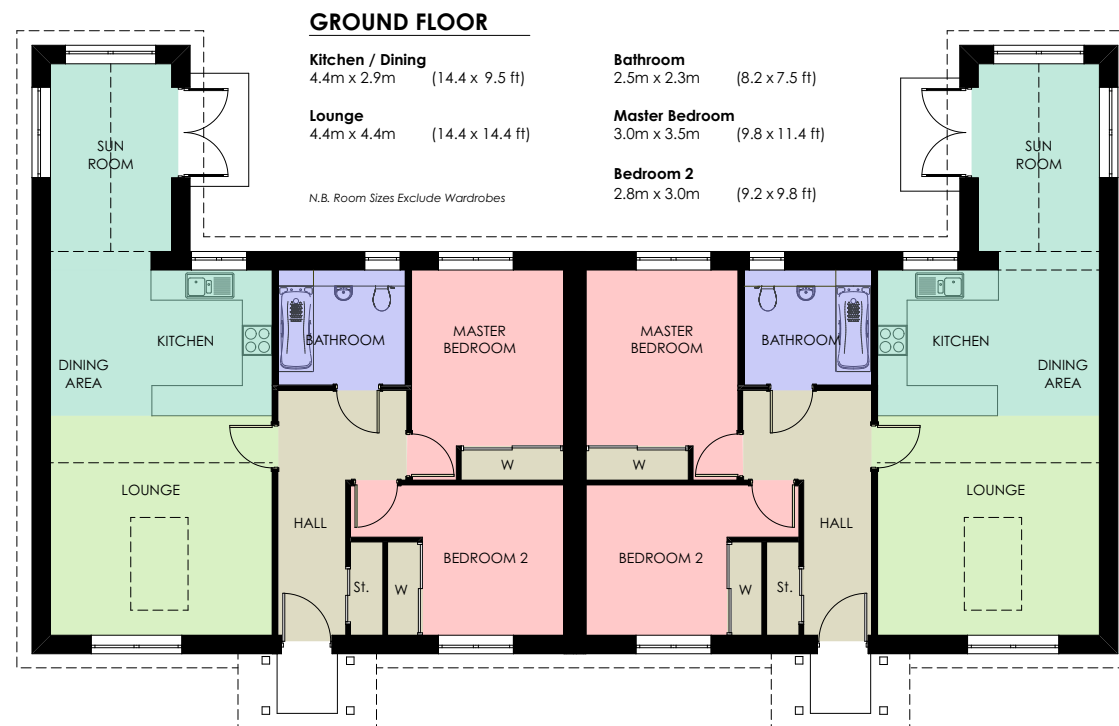 GROUND FLOOR
Kitchen / Dining
4.4m x 2.9m (14.4 x 9.5 ft)
Lounge
4.4m x 4.4m (14.4 x 14.4 ft)
N.B. Room Sizes Exclude Wardrobes
Bathroom
2.5m x 2.3m (8.2 x 7.5 ft)
Master Bedroom
3.0m x 3.5m (9.8 x 11.4 ft)
Bedroom 2
2.8m x 3.0m (9.2 x 9.8 ft)
SUN
ROOM
KITCHEN
DINING
AREA
LOUNGE
BATHROOM
HALL
MASTER
BEDROOM
W
BEDROOM 2
St.
W
MASTER
BEDROOM
W
BEDROOM 2
W
St.
BATHROOM
HALL
SUN
ROOM
KITCHEN
DINING
AREA
LOUNGE